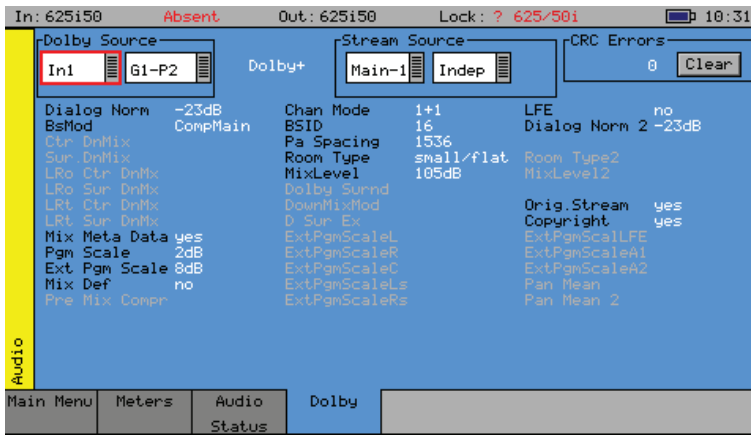 In:625i50 Absent Out:625i50 Lock:? 625/50i 10:31
Dolby Source Stream Source CRC Errors
In1 G1-P2 Dolby+ Main-1 Indep 0 Clear
Dialog Norm -23dB Chan Mode 1+1 LFE no
BsMod CompMain BSID 16 Dialog Norm 2 -23dB
Ctr DnMix Pa Spacing 1536
Sur.DnMix Room Type small/flat Room Type2
LRo Ctr DnMx MixLevel 105dB MixLevel2
LRo Sur DnMx Dolby Surnd
LRt Ctr DnMx DownMixMod Orig.Stream yes
LRt Sur DnMx D Sur Ex Copyright yes
Mix Meta Data yes ExtPgmScaleL ExtPgmScalLFE
Pgm Scale 2dB ExtPgmScaleR ExtPgmScaleA1
Ext Pgm Scale 8dB ExtPgmScaleC ExtPgmScaleA2
Mix Def no ExtPgmScaleLs Pan Mean
Pre Mix Compr ExtPgmScaleRs Pan Mean 2
Audio
Main Menu Meters Audio Dolby
Status